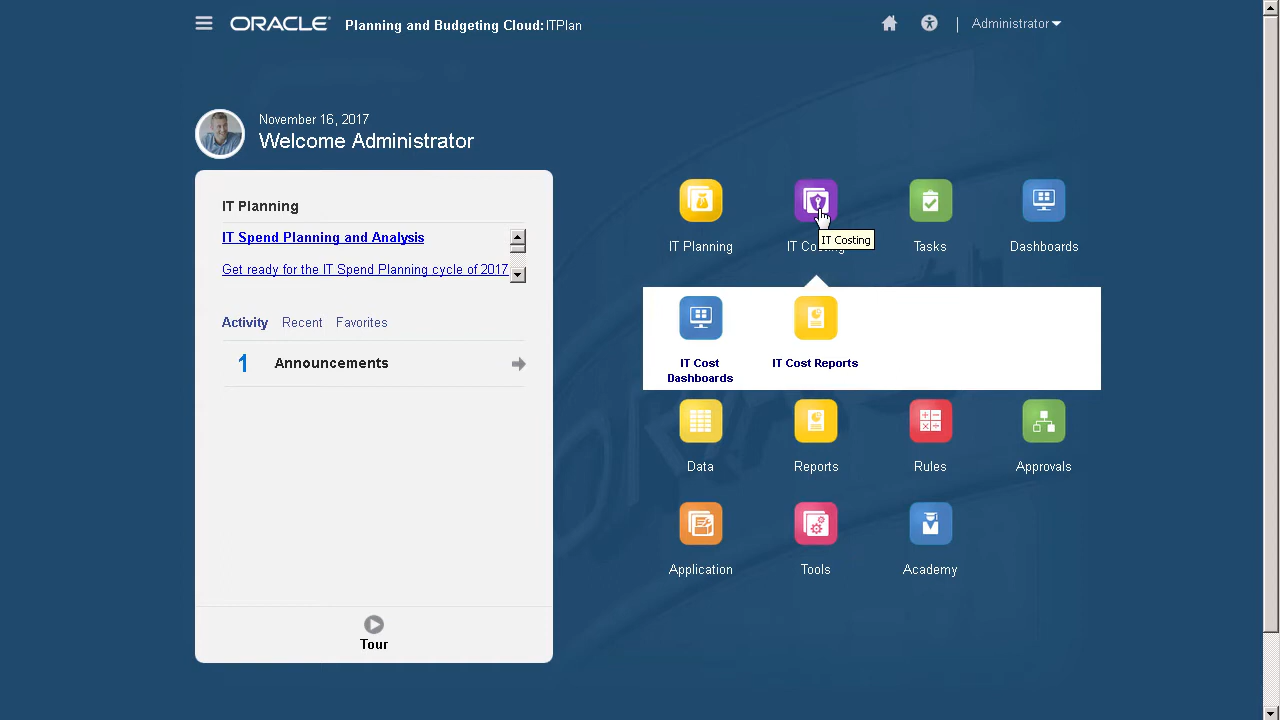 ORACLE Planning and Budgeting Cloud: ITPlan
Administrator
November 16, 2017
Welcome Administrator
IT Planning
IT Spend Planning and Analysis
Get ready for the IT Spend Planning cycle of 2017
Activity Recent Favorites
1 Announcements
Tour
IT Planning
IT Costing
IT Costing
Tasks
Dashboards
IT Cost
Dashboards
IT Cost Reports
Data
Reports
Rules
Approvals
Application
Tools
Academy